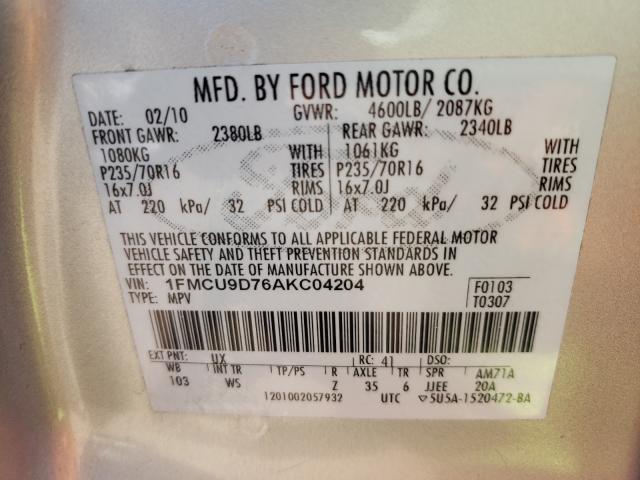 MFD. BY FORD MOTOR CO.
DATE: 02/10 GVWR: 4600LB/ 2087KG
FRONT GAWR: 2380LB REAR GAWR: 2340LB
1080KG WITH 1061KG WITH
P235/70R16 TIRES P235/70R16 TIRES
16x7.0J RIMS 16x7.0J RIMS
AT 220 kPa/ 32 PSI COLD AT 220 kPa/ 32 PSI COLD
THIS VEHICLE CONFORMS TO ALL APPLICABLE FEDERAL MOTOR
VEHICLE SAFETY AND THEFT PREVENTION STANDARDS IN
EFFECT ON THE DATE OF MANUFACTURE SHOWN ABOVE.
VIN: 1FMCU9D76AKC04204 F0103
TYPE: MPV T0307
EXT PNT: UX RC: 41 DSO:
WB INT TR TP/PS R AXLE TR SPR AM71A
103 WS Z 35 6 JJEE 20A
1201002057932 UTC ▽5U5A-1520472-BA